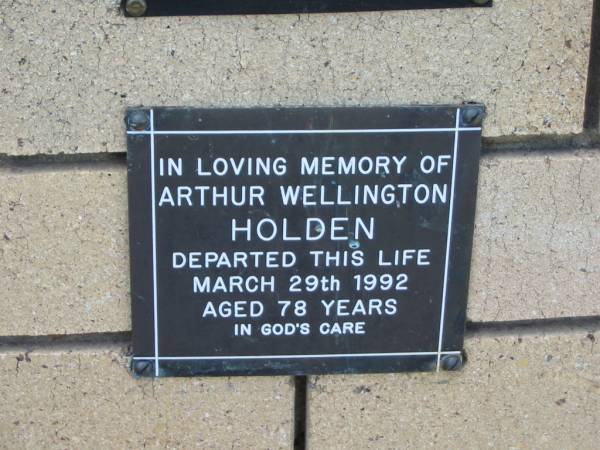 IN LOVING MEMORY OF
ARTHUR WELLINGTON
HOLDEN
DEPARTED THIS LIFE
MARCH 29th 1992
AGED 78 YEARS
IN GOD'S CARE